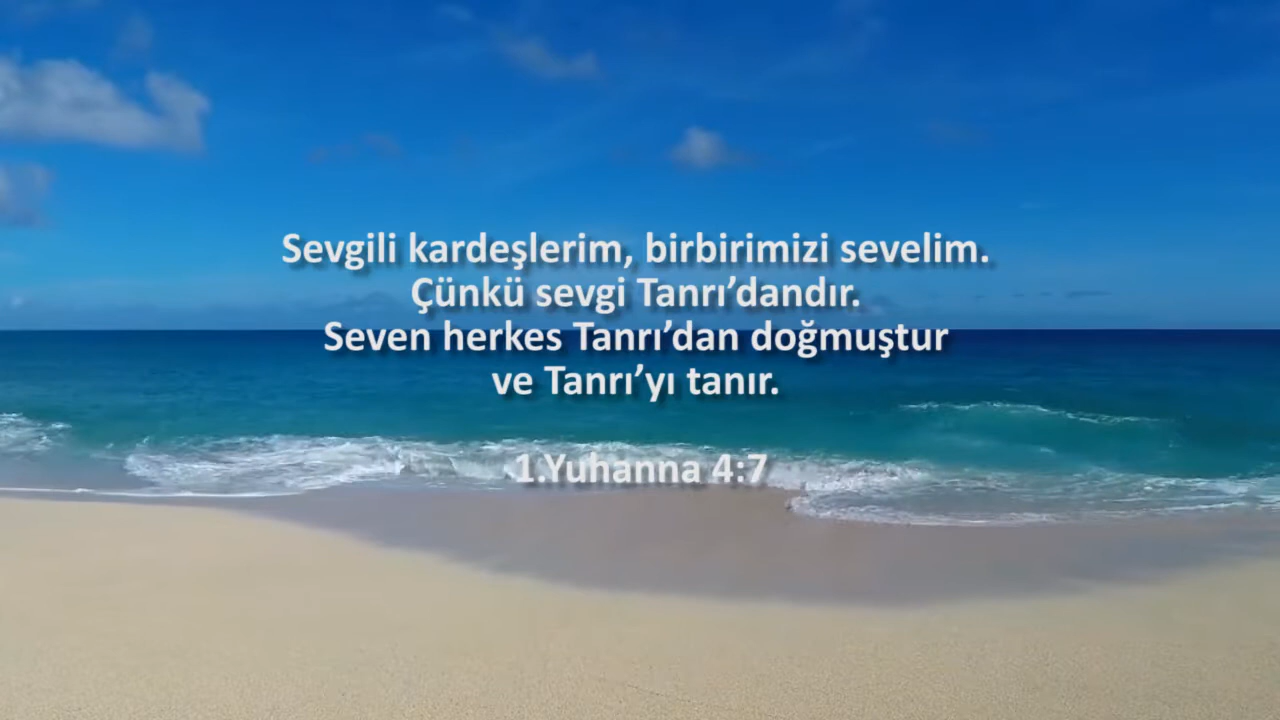 Sevgili kardeşlerim, birbirimizi sevelim.
Çünkü sevgi Tanrı’dandır.
Seven herkes Tanrı’dan doğmuştur
ve Tanrı’yı tanır.
1.Yuhanna 4:7